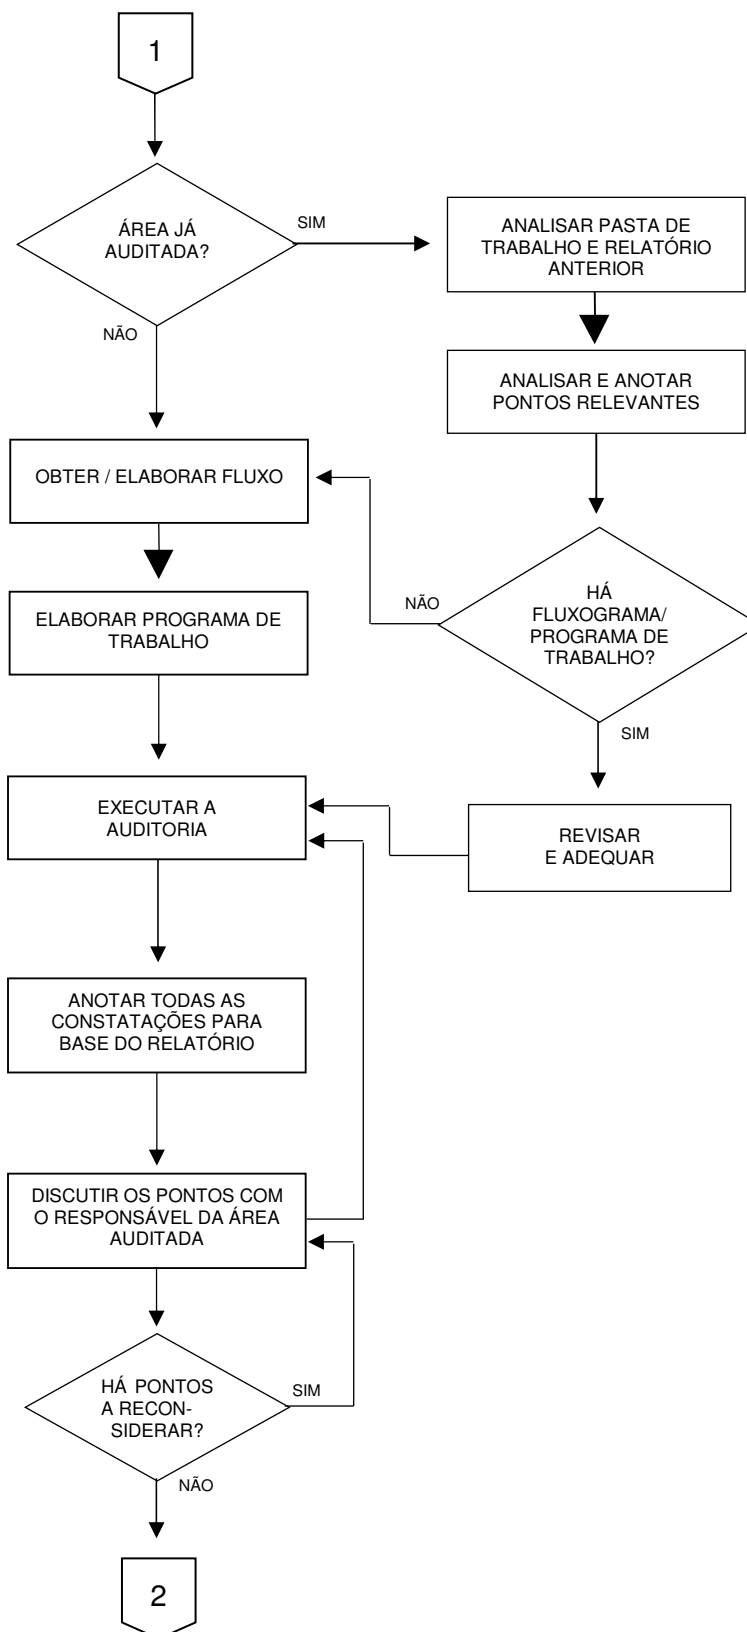 1
ÁREA JÁ
AUDITADA?
SIM
NÃO
ANALISAR PASTA DE
TRABALHO E RELATÓRIO
ANTERIOR
ANALISAR E ANOTAR
PONTOS RELEVANTES
OBTER / ELABORAR FLUXO
HÁ
FLUXOGRAMA/
PROGRAMA DE
TRABALHO?
NÃO
SIM
ELABORAR PROGRAMA DE
TRABALHO
EXECUTAR A
AUDITORIA
REVISAR
E ADEQUAR
ANOTAR TODAS AS
CONSTATAÇÕES PARA
BASE DO RELATÓRIO
DISCUTIR OS PONTOS COM
O RESPONSÁVEL DA ÁREA
AUDITADA
HÁ PONTOS
A RECON-
SIDERAR?
SIM
NÃO
2